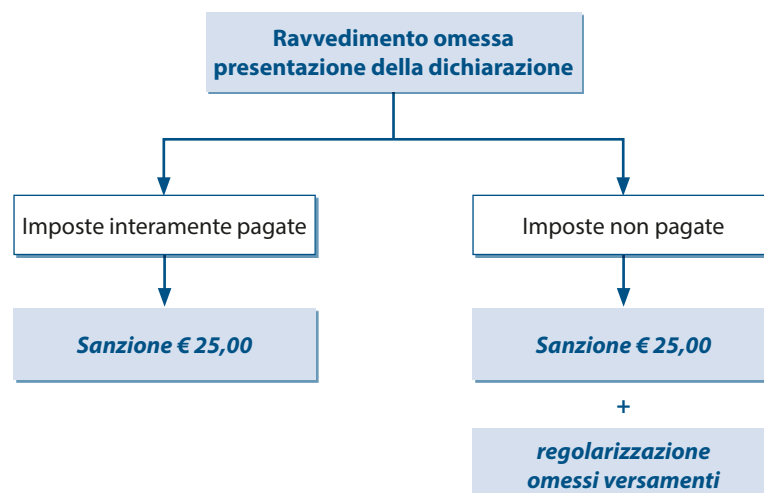 Ravvedimento omessa
presentazione della dichiarazione
Imposte interamente pagate
Imposte non pagate
Sanzione € 25,00
Sanzione € 25,00
+
regolarizzazione
omessi versamenti